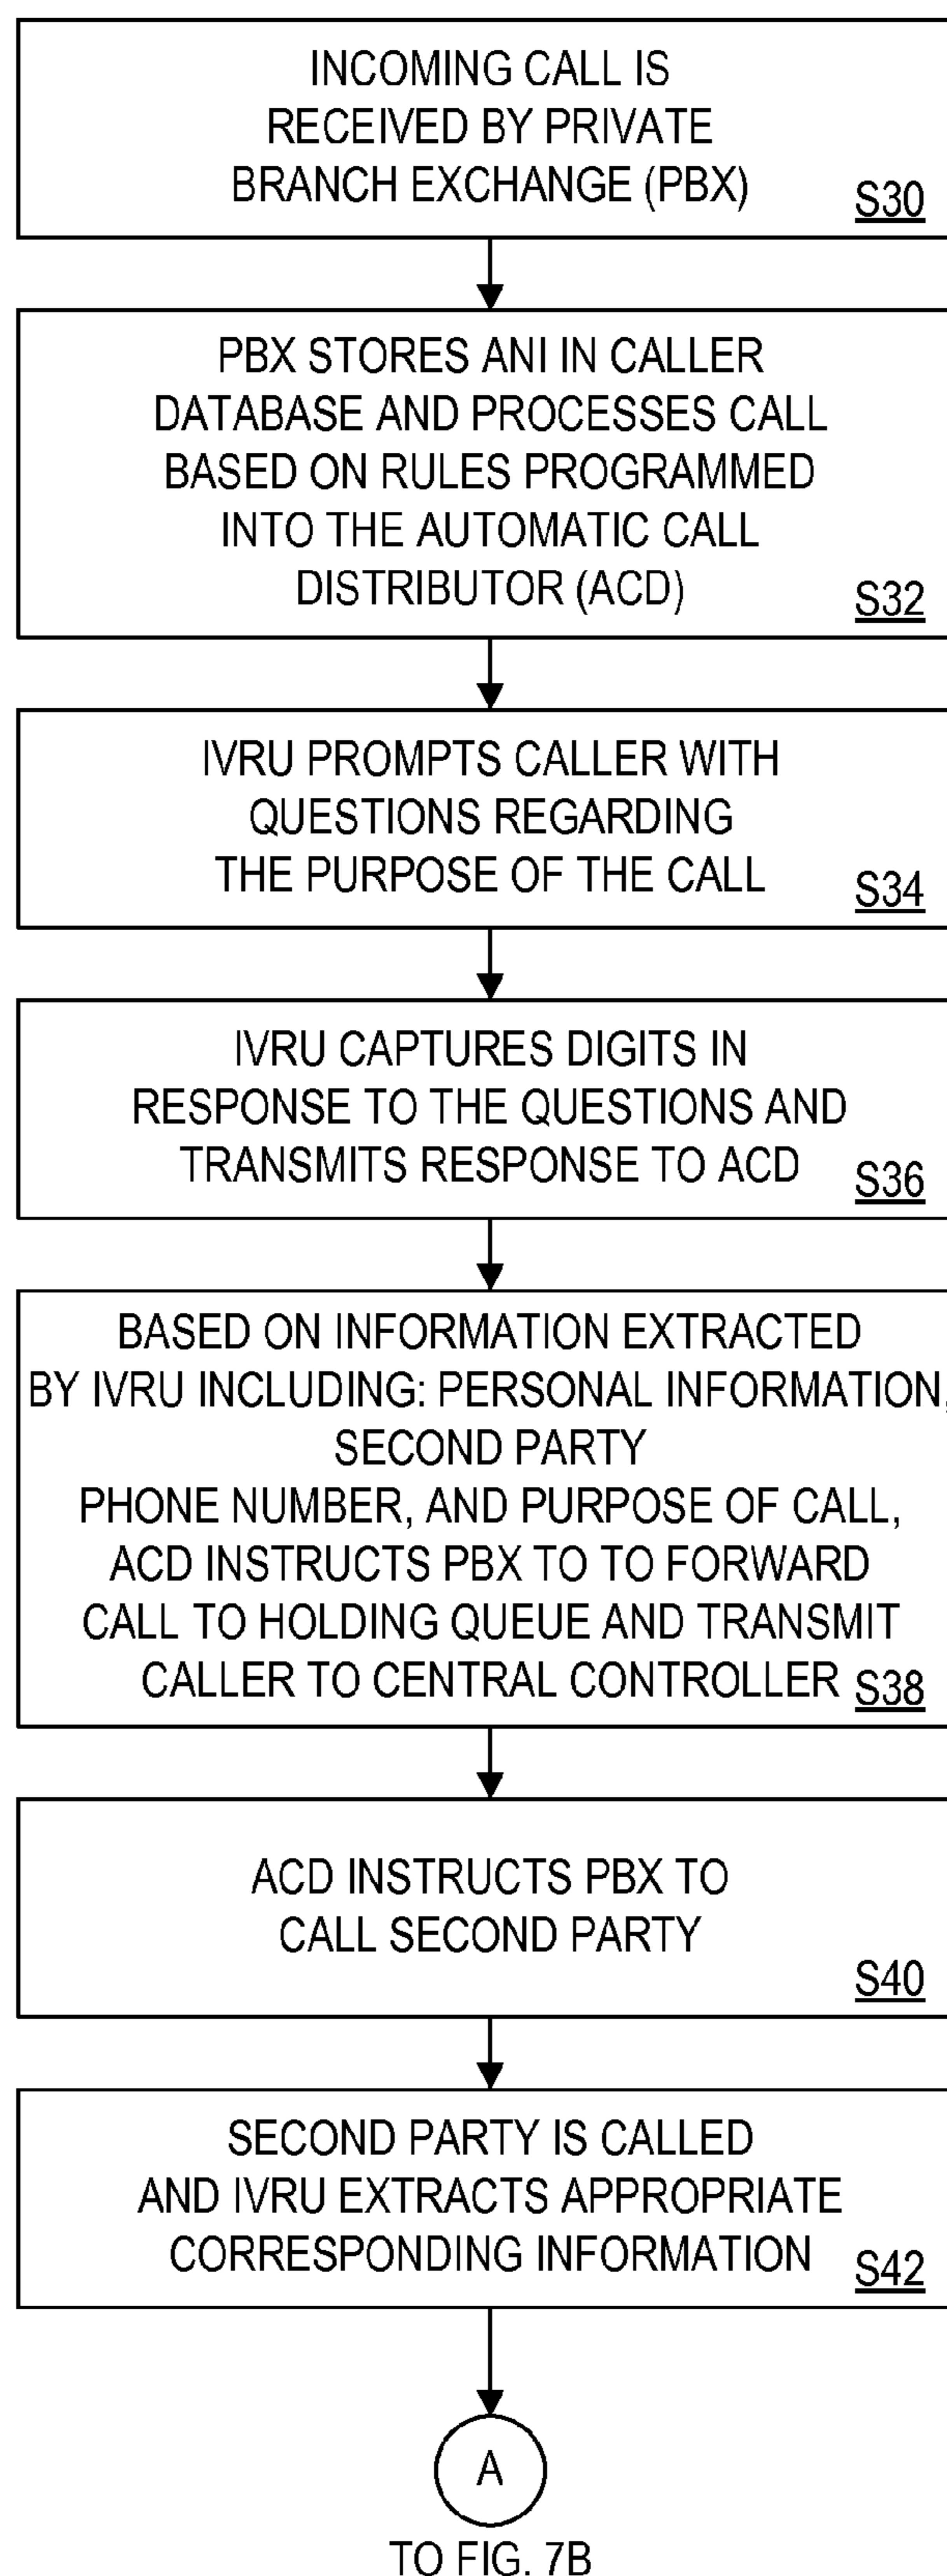 INCOMING CALL IS
RECEIVED BY PRIVATE
BRANCH EXCHANGE (PBX)
S30
PBX STORES ANI IN CALLER
DATABASE AND PROCESSES CALL
BASED ON RULES PROGRAMMED
INTO THE AUTOMATIC CALL
DISTRIBUTOR (ACD)
S32
IVRU PROMPTS CALLER WITH
QUESTIONS REGARDING
THE PURPOSE OF THE CALL
S34
IVRU CAPTURES DIGITS IN
RESPONSE TO THE QUESTIONS AND
TRANSMITS RESPONSE TO ACD
S36
BASED ON INFORMATION EXTRACTED
BY IVRU INCLUDING: PERSONAL INFORMATION,
SECOND PARTY
PHONE NUMBER, AND PURPOSE OF CALL,
ACD INSTRUCTS PBX TO TO FORWARD
CALL TO HOLDING QUEUE AND TRANSMIT
CALLER TO CENTRAL CONTROLLER
S38
ACD INSTRUCTS PBX TO
CALL SECOND PARTY
S40
SECOND PARTY IS CALLED
AND IVRU EXTRACTS APPROPRIATE
CORRESPONDING INFORMATION
S42
A
TO FIG. 7B